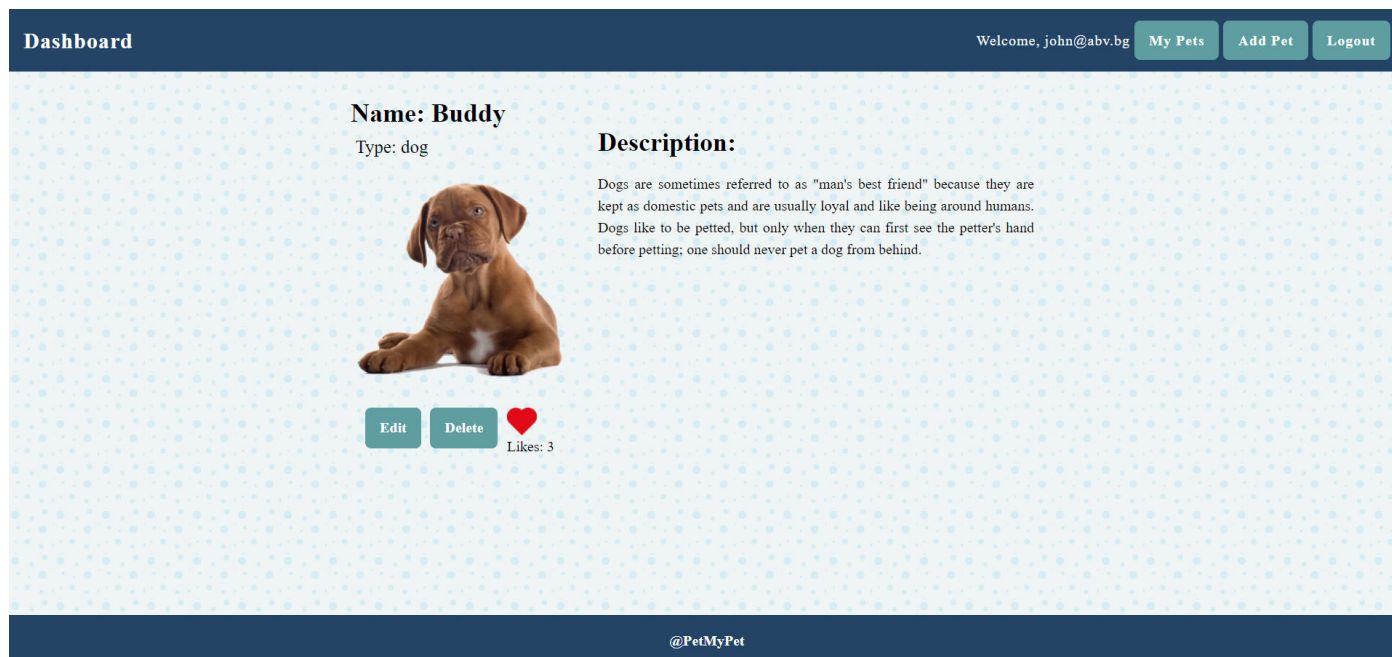 Dashboard
Welcome, john@abv.bg
My Pets
Add Pet
Logout
Name: Buddy
Type: dog
Description:
Dogs are sometimes referred to as "man's best friend" because they are
kept as domestic pets and are usually loyal and like being around humans.
Dogs like to be petted, but only when they can first see the petter's hand
before petting; one should never pet a dog from behind.
Edit
Delete
Likes: 3
@PetMyPet